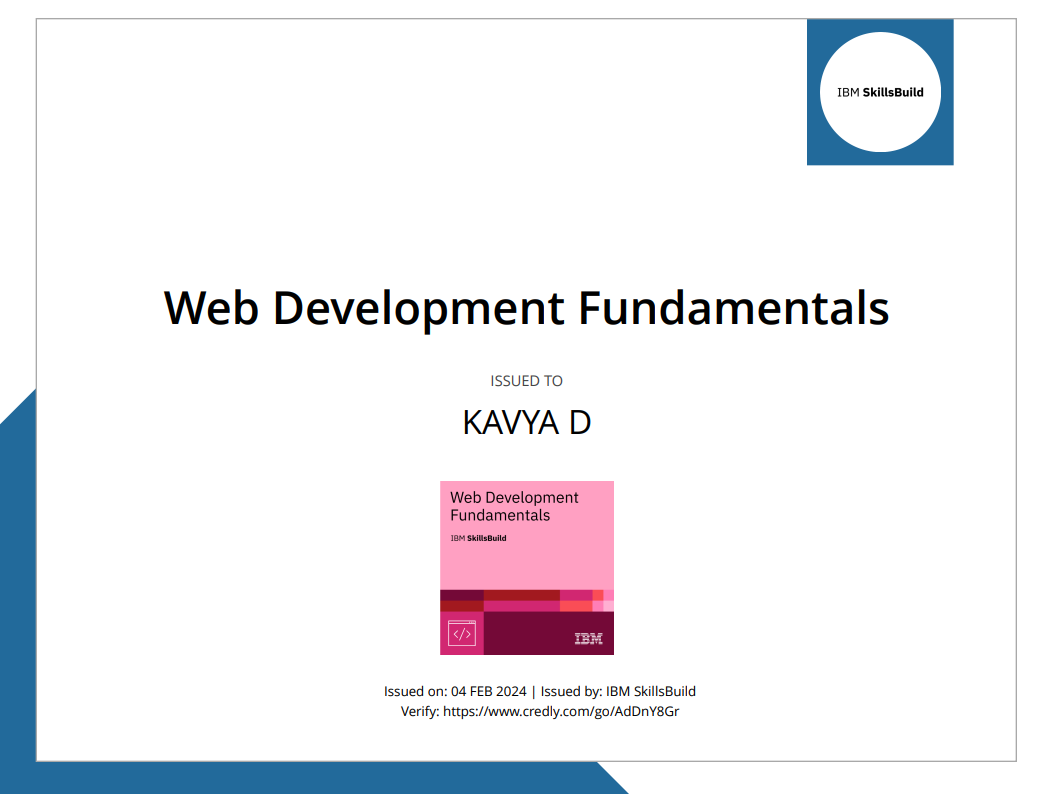 IBM SkillsBuild
Web Development Fundamentals
ISSUED TO
KAVYA D
Web Development
Fundamentals
IBM SkillsBuild
</>
IBM
Issued on: 04 FEB 2024 | Issued by: IBM SkillsBuild
Verify: https://www.credly.com/go/AdDnY8Gr